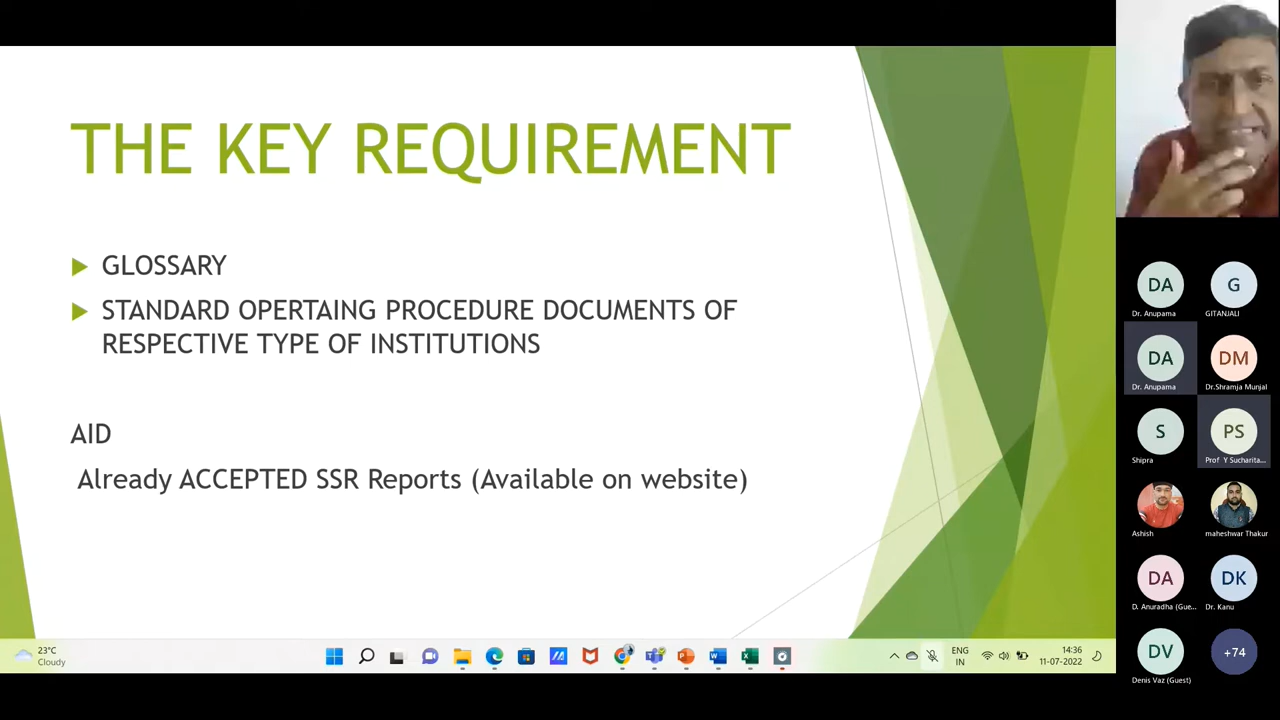 THE KEY REQUIREMENT
GLOSSARY
STANDARD OPERTAING PROCEDURE DOCUMENTS OF
RESPECTIVE TYPE OF INSTITUTIONS
AID
Already ACCEPTED SSR Reports (Available on website)
DA
Dr. Anupama
G
GITANJALI
DA
Dr. Anupama
DM
Dr.Shramja Munjal
S
Shipra
PS
Prof Y Sucharita...
Ashish
maheshwar Thakur
DA
D. Anuradha (Gue...
DK
Dr. Kanu
DV
Denis Vaz (Guest)
+74
23°C
Cloudy
ENG
IN
14:36
11-07-2022